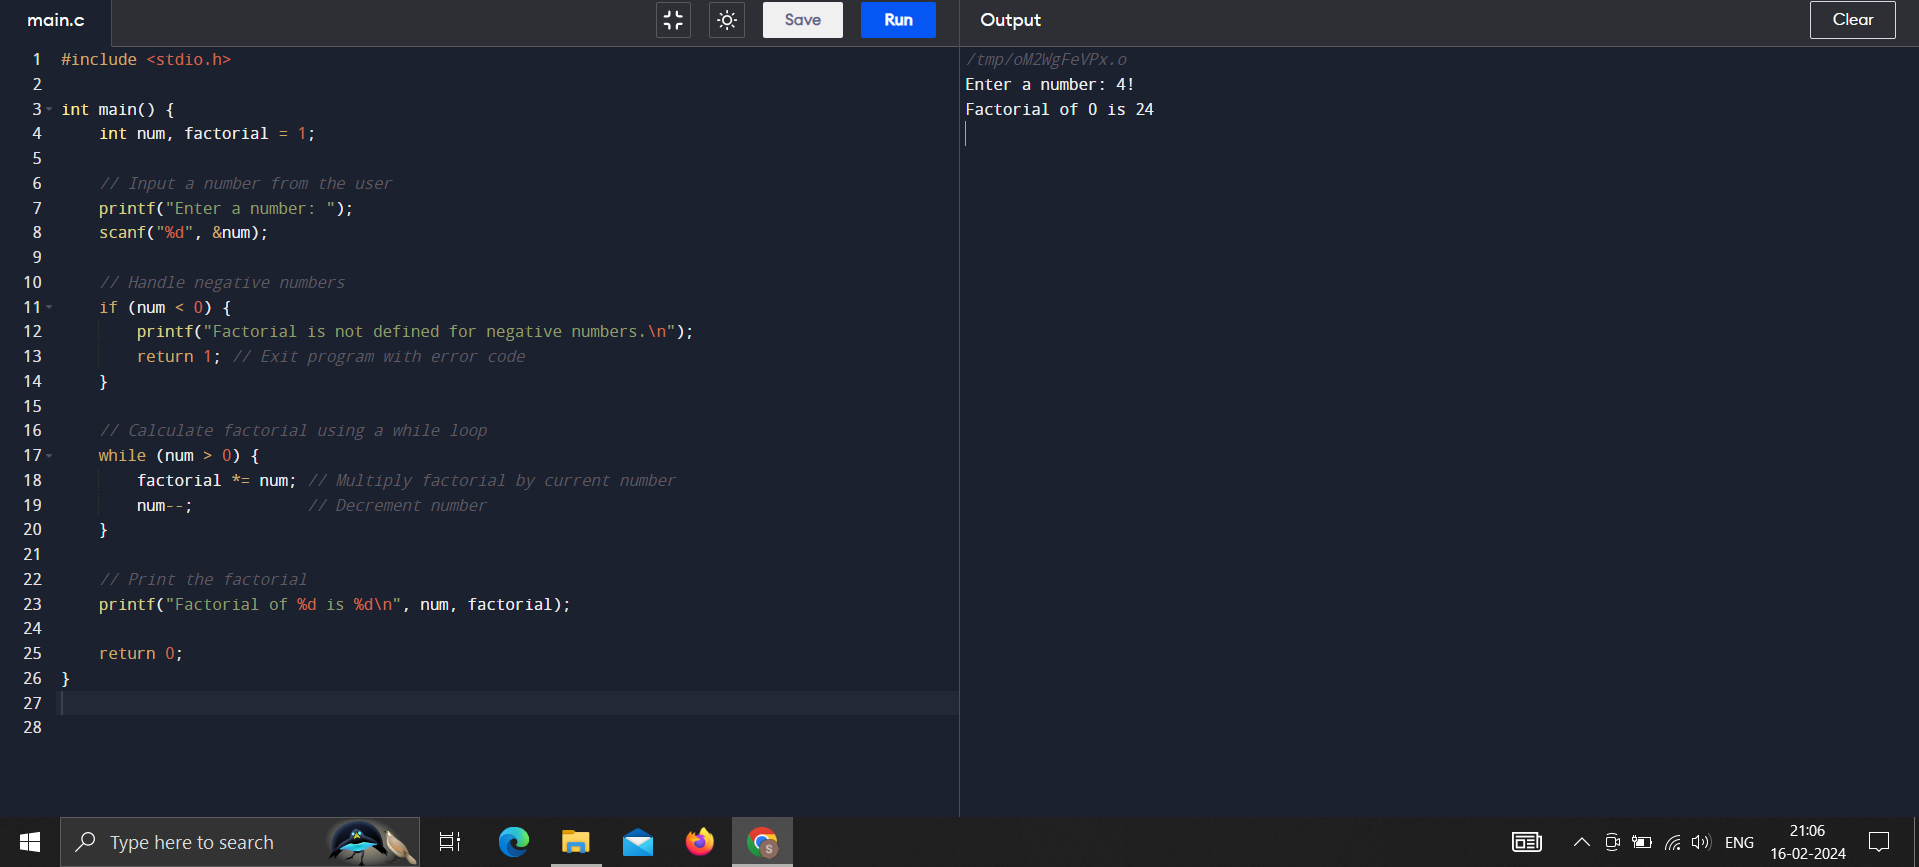 main.c
Save
Run
Output
Clear
1 #include <stdio.h>
2
3 int main() {
4 int num, factorial = 1;
5
6 // Input a number from the user
7 printf("Enter a number: ");
8 scanf("%d", &num);
9
10 // Handle negative numbers
11 if (num < 0) {
12 printf("Factorial is not defined for negative numbers.\n");
13 return 1; // Exit program with error code
14 }
15
16 // Calculate factorial using a while loop
17 while (num > 0) {
18 factorial *= num; // Multiply factorial by current number
19 num--; // Decrement number
20 }
21
22 // Print the factorial
23 printf("Factorial of %d is %d\n", num, factorial);
24
25 return 0;
26 }
27
28
/tmp/oM2WgFeVPx.o
Enter a number: 4!
Factorial of 0 is 24
Type here to search
S
ENG
21:06
16-02-2024